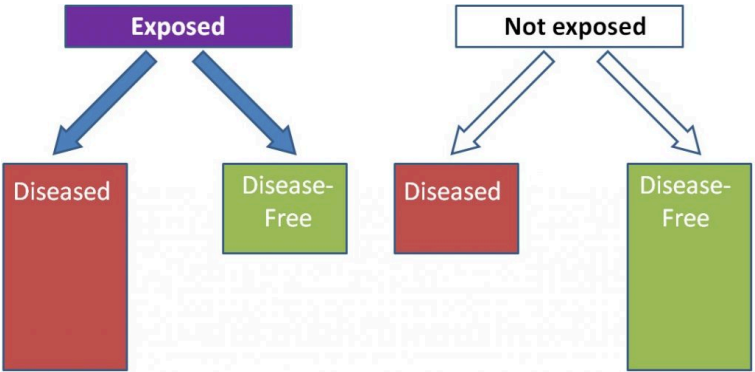 Exposed
Not exposed
Diseased
Disease-
Free
Diseased
Disease-
Free